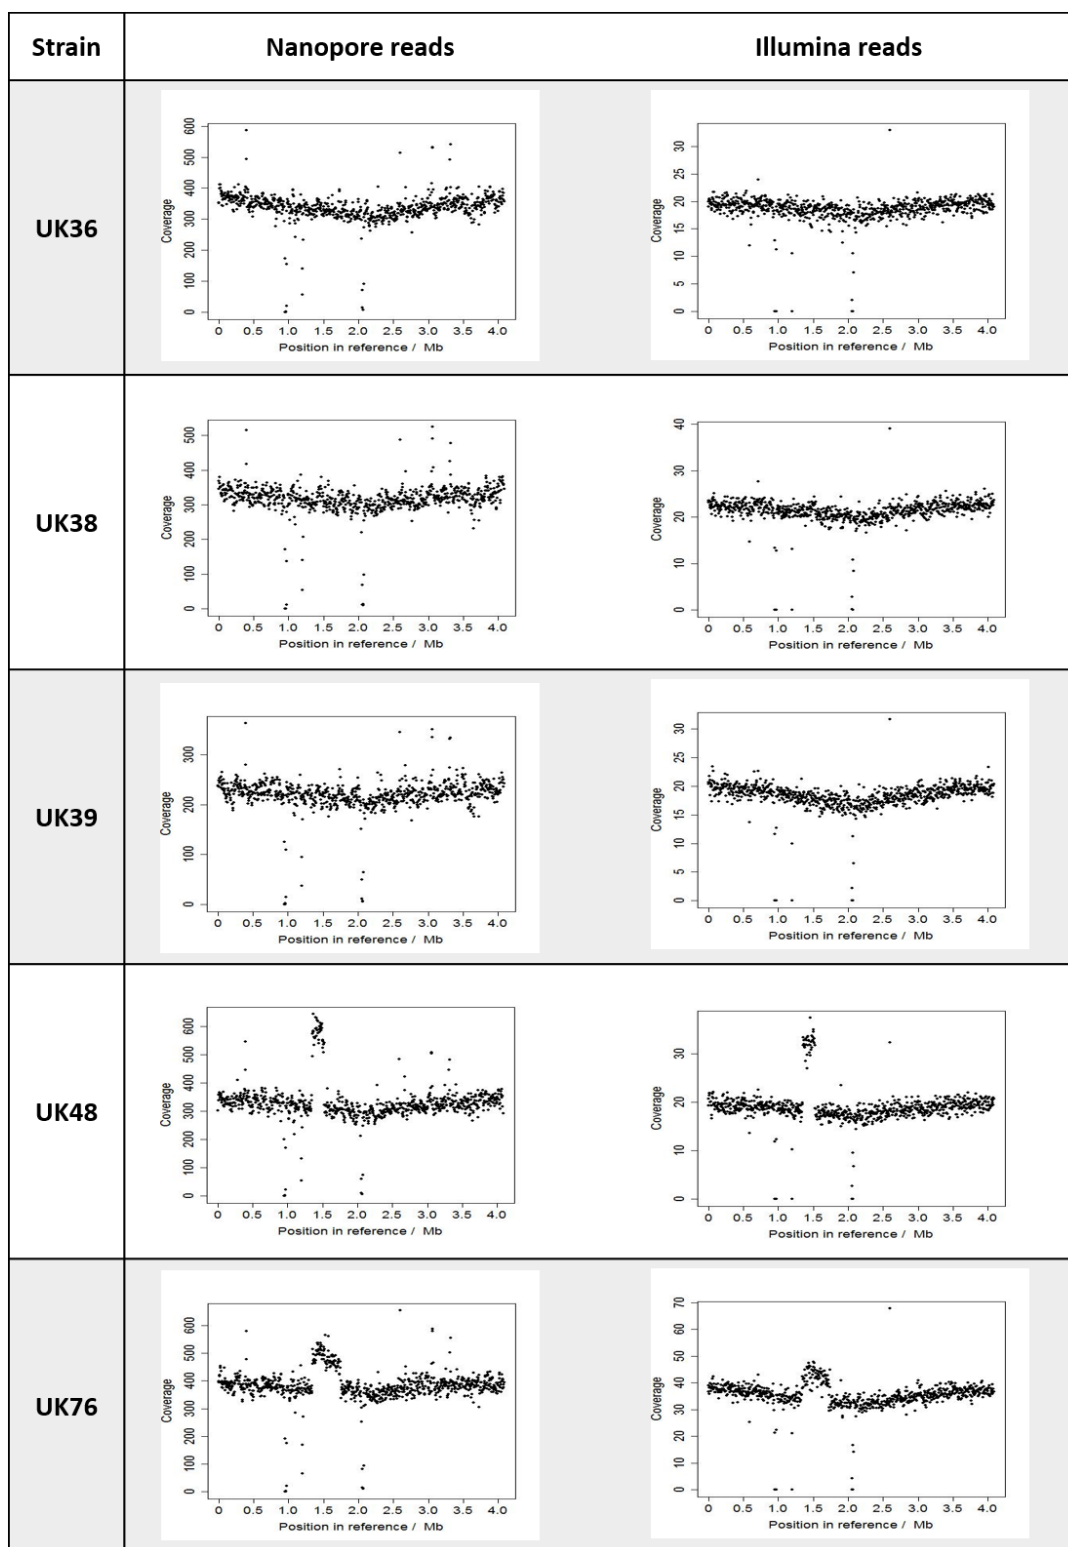 Strain Nanopore reads Illumina reads
UK36
Coverage
0 100 200 300 400 500 600
0 0.5 1.0 1.5 2.0 2.5 3.0 3.5 4.0
Position in reference / Mb
Coverage
0 5 10 15 20 25 30
0 0.5 1.0 1.5 2.0 2.5 3.0 3.5 4.0
Position in reference / Mb
UK38
Coverage
0 100 200 300 400 500
0 0.5 1.0 1.5 2.0 2.5 3.0 3.5 4.0
Position in reference / Mb
Coverage
0 10 20 30 40
0 0.5 1.0 1.5 2.0 2.5 3.0 3.5 4.0
Position in reference / Mb
UK39
Coverage
0 100 200 300
0 0.5 1.0 1.5 2.0 2.5 3.0 3.5 4.0
Position in reference / Mb
Coverage
0 5 10 15 20 25 30
0 0.5 1.0 1.5 2.0 2.5 3.0 3.5 4.0
Position in reference / Mb
UK48
Coverage
0 100 200 300 400 500 600
0 0.5 1.0 1.5 2.0 2.5 3.0 3.5 4.0
Position in reference / Mb
Coverage
0 10 20 30
0 0.5 1.0 1.5 2.0 2.5 3.0 3.5 4.0
Position in reference / Mb
UK76
Coverage
0 100 200 300 400 500 600
0 0.5 1.0 1.5 2.0 2.5 3.0 3.5 4.0
Position in reference / Mb
Coverage
0 10 20 30 40 50 60 70
0 0.5 1.0 1.5 2.0 2.5 3.0 3.5 4.0
Position in reference / Mb